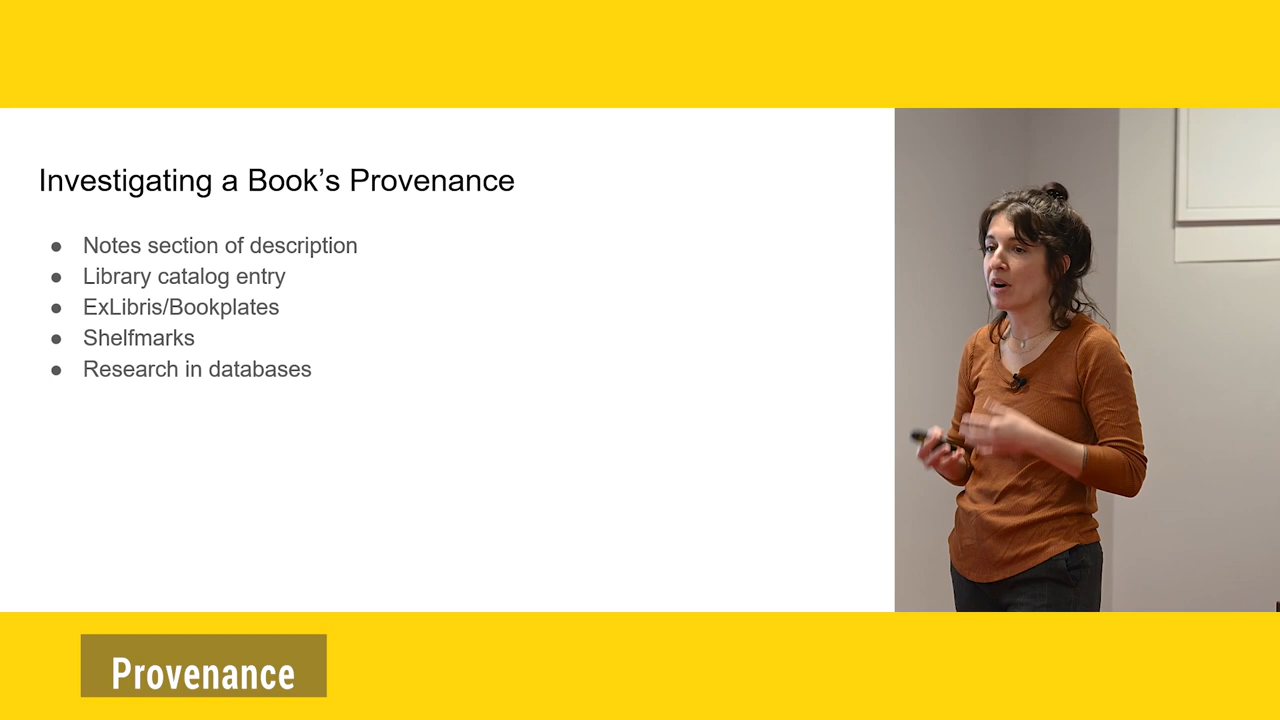 Investigating a Book’s Provenance
● Notes section of description
● Library catalog entry
● ExLibris/Bookplates
● Shelfmarks
● Research in databases
Provenance